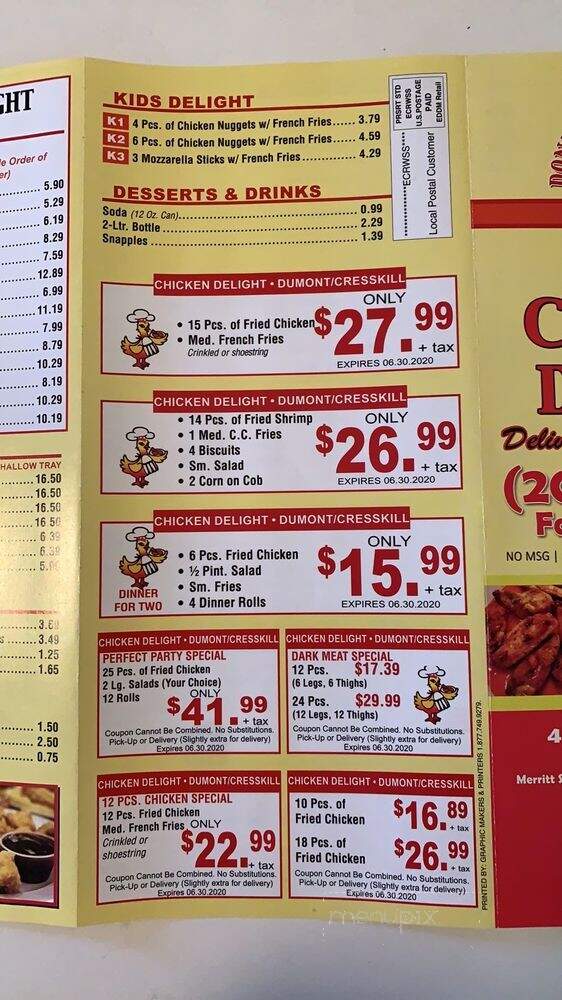 GHT
le Order of
er)
5.90
5.29
6.19
8.29
7.59
12.89
6.99
11.19
7.99
8.79
10.29
8.19
10.29
10.19
HALLOW TRAY
16.50
16.50
16.50
16.50
6.39
6.39
3.49
1.25
1.65
1.50
2.50
0.75
KIDS DELIGHT
K1 4 Pcs. of Chicken Nuggets w/ French Fries...... 3.79
K2 6 Pcs. of Chicken Nuggets w/ French Fries...... 4.59
K3 3 Mozzarella Sticks w/ French Fries............ 4.29
DESSERTS & DRINKS
Soda (12 Oz. Can)........ 0.99
2-Ltr. Bottle........ 2.29
Snapples........ 1.39
PRSRT STD
ECRWSS
U.S.POSTAGE
PAID
EDDM Retail
************ECRWSS****
Local Postal Customer
CHICKEN DELIGHT • DUMONT/CRESSKILL
• 15 Pcs. of Fried Chicken
• Med. French Fries
Crinkled or shoestring
ONLY
$27.99
+ tax
EXPIRES 06.30.2020
CHICKEN DELIGHT • DUMONT/CRESSKILL
• 14 Pcs. of Fried Shrimp
• 1 Med. C.C. Fries
• 4 Biscuits
• Sm. Salad
• 2 Corn on Cob
ONLY
$26.99
+ tax
EXPIRES 06.30.2020
CHICKEN DELIGHT • DUMONT/CRESSKILL
DINNER
FOR TWO
• 6 Pcs. Fried Chicken
• ½ Pint. Salad
• Sm. Fries
• 4 Dinner Rolls
ONLY
$15.99
+ tax
EXPIRES 06.30.2020
CHICKEN DELIGHT • DUMONT/CRESSKILL
PERFECT PARTY SPECIAL
25 Pcs. of Fried Chicken
2 Lg. Salads (Your Choice)
12 Rolls
ONLY
$41.99
+ tax
Coupon Cannot Be Combined. No Substitutions.
Pick-Up or Delivery (Slightly extra for delivery)
Expires 06.30.2020
CHICKEN DELIGHT • DUMONT/CRESSKILL
DARK MEAT SPECIAL
12 Pcs. $17.39
(6 Legs, 6 Thighs)
24 Pcs. $29.99
(12 Legs, 12 Thighs)
Coupon Cannot Be Combined. No Substitutions.
Pick-Up or Delivery (Slightly extra for delivery)
Expires 06.30.2020
CHICKEN DELIGHT • DUMONT/CRESSKILL
12 PCS. CHICKEN SPECIAL
12 Pcs. Fried Chicken
Med. French Fries
Crinkled or
shoestring
ONLY
$22.99
+ tax
Coupon Cannot Be Combined. No Substitutions.
Pick-Up or Delivery (Slightly extra for delivery)
Expires 06.30.2020
CHICKEN DELIGHT • DUMONT/CRESSKILL
10 Pcs. of
Fried Chicken
$16.89
+ tax
18 Pcs. of
Fried Chicken
$26.99
+ tax
Coupon Cannot Be Combined. No Substitutions.
Pick-Up or Delivery (Slightly extra for delivery)
Expires 06.30.2020
PRINTED BY: GRAPHIC MAKERS & PRINTERS 1.877.749.9279.
C
D
Deliv
(20
Fa
NO MSG |
4
Merritt S
menupix